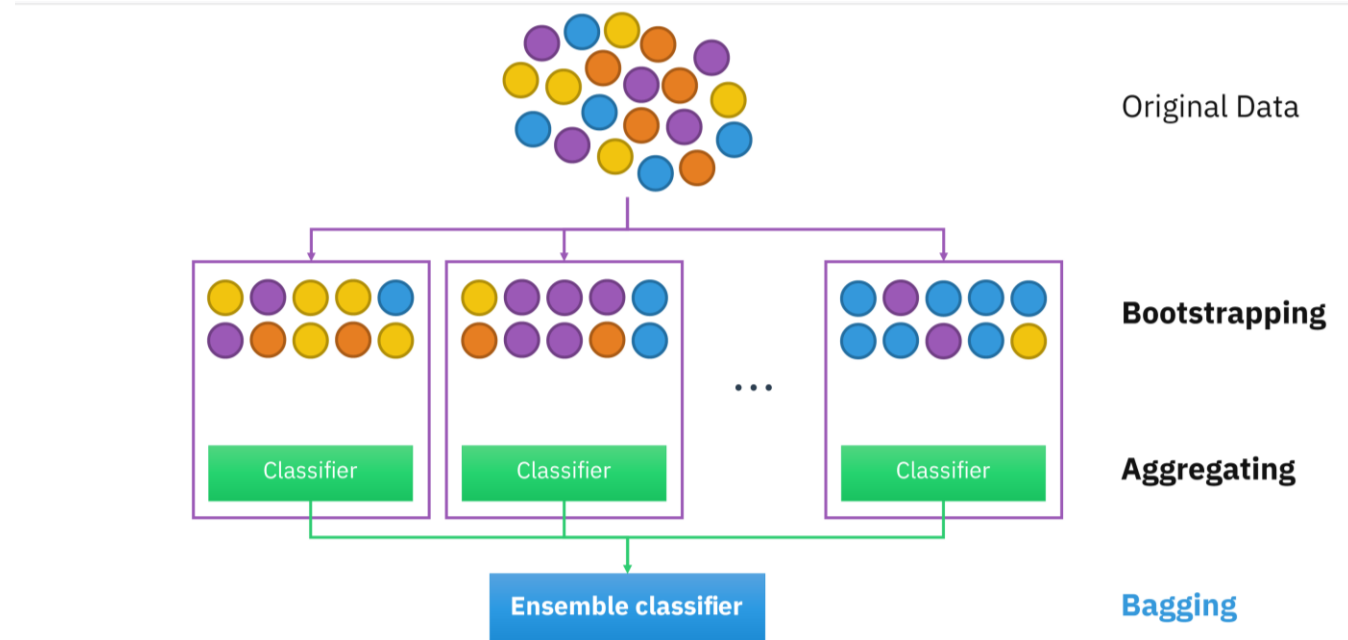 Original Data
Bootstrapping
...
Classifier
Classifier
Classifier
Aggregating
Ensemble classifier
Bagging